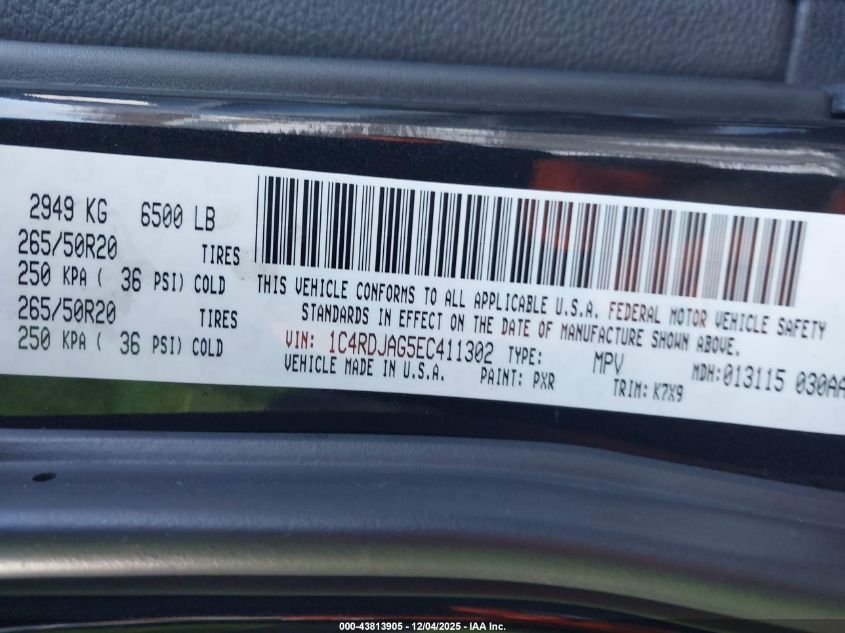 2949 KG 6500 LB
265/50R20 TIRES
250 KPA ( 36 PSI) COLD
265/50R20 TIRES
250 KPA ( 36 PSI) COLD
THIS VEHICLE CONFORMS TO ALL APPLICABLE U.S.A. FEDERAL MOTOR VEHICLE SAFETY
STANDARDS IN EFFECT ON THE DATE OF MANUFACTURE SHOWN ABOVE.
VIN: 1C4RDJAG5EC411302 TYPE: MPV MDH:013115 030AA
VEHICLE MADE IN U.S.A. PAINT: PXR TRIM: K7X9
000-43813905 - 12/04/2025 - IAA Inc.